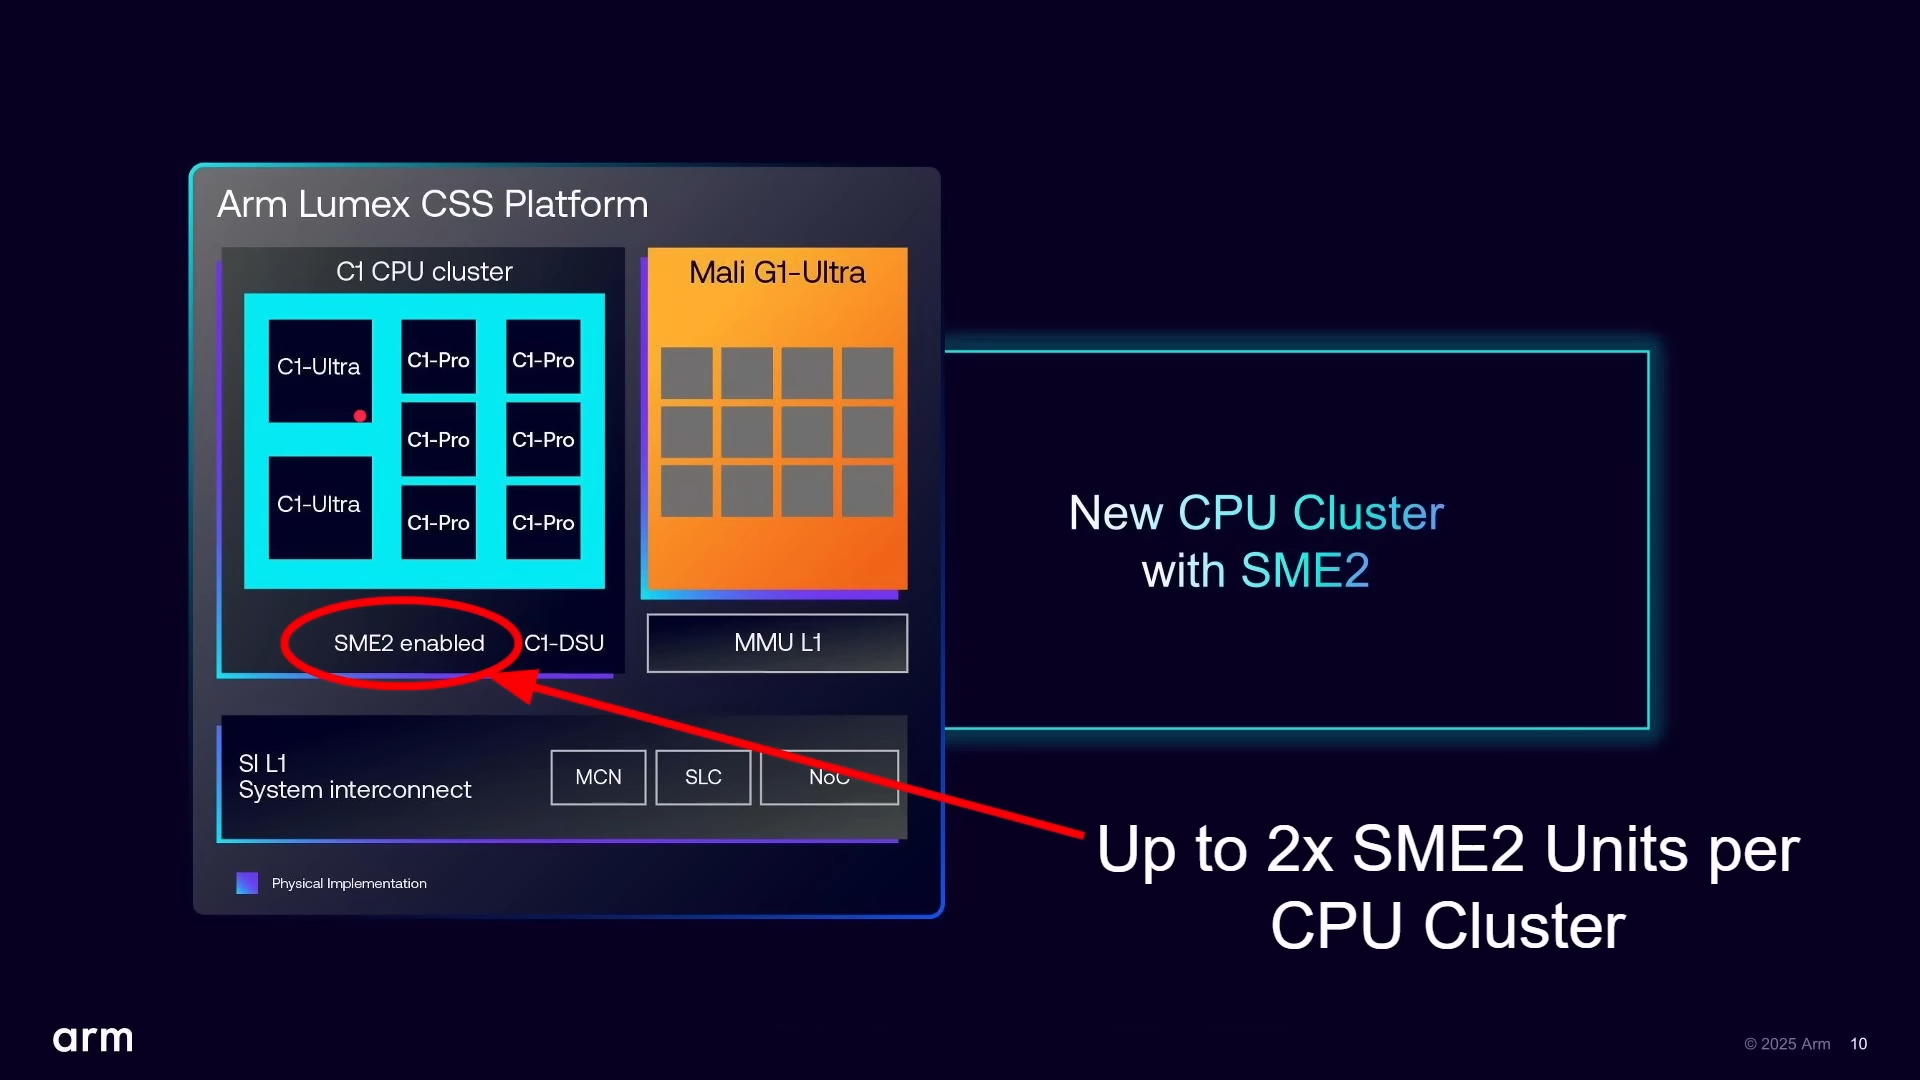 Arm Lumex CSS Platform
C1 CPU cluster
C1-Ultra
C1-Pro
C1-Pro
C1-Pro
C1-Pro
C1-Ultra
C1-Pro
C1-Pro
SME2 enabled
C1-DSU
Mali G1-Ultra
MMU L1
SI L1
System interconnect
MCN
SLC
NoC
Physical Implementation
New CPU Cluster
with SME2
Up to 2x SME2 Units per
CPU Cluster
arm
© 2025 Arm
10